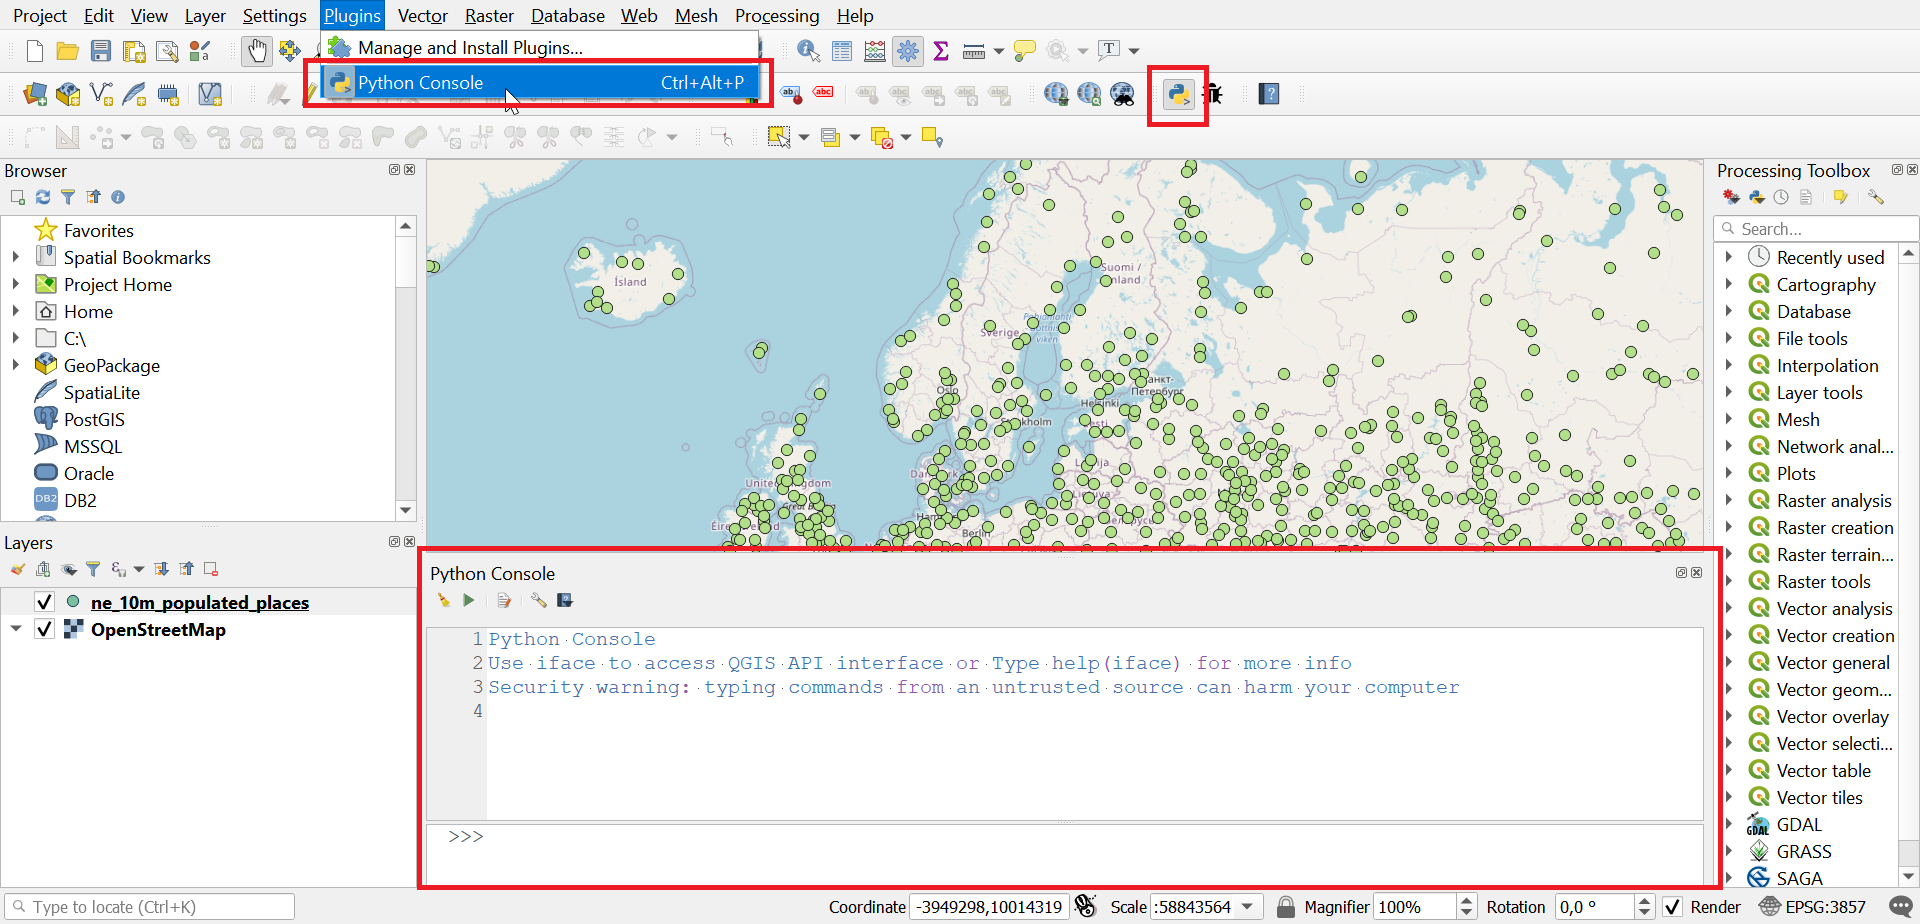 Project Edit View Layer Settings Plugins Vector Raster Database Web Mesh Processing Help
Manage and Install Plugins...
Python Console Ctrl+Alt+P
Browser
Favorites
Spatial Bookmarks
Project Home
Home
C:\
GeoPackage
SpatiaLite
PostGIS
MSSQL
Oracle
DB2
Layers
ne_10m_populated_places
OpenStreetMap
Ísland
Suomi /
Sverige
Oslo
Helsinki
United Kingdom
Berlin
Python Console
1 Python Console
2 Use iface to access QGIS API interface or Type help(iface) for more info
3 Security warning: typing commands from an untrusted source can harm your computer
4
>>>
Processing Toolbox
Search...
Recently used
Cartography
Database
File tools
Interpolation
Layer tools
Mesh
Network anal...
Plots
Raster analysis
Raster creation
Raster terrain...
Raster tools
Vector analysis
Vector creation
Vector general
Vector geom...
Vector overlay
Vector selecti...
Vector table
Vector tiles
GDAL
GRASS
SAGA
Type to locate (Ctrl+K)
Coordinate -3949298,10014319 Scale :58843564 Magnifier 100% Rotation 0,0 ° Render EPSG:3857